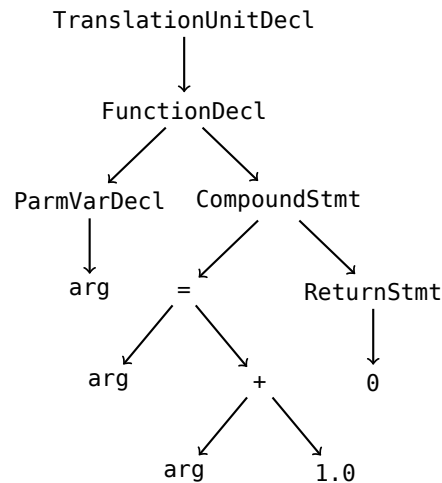 TranslationUnitDecl
FunctionDecl
ParmVarDecl CompoundStmt
arg = ReturnStmt
arg + 0
arg 1.0